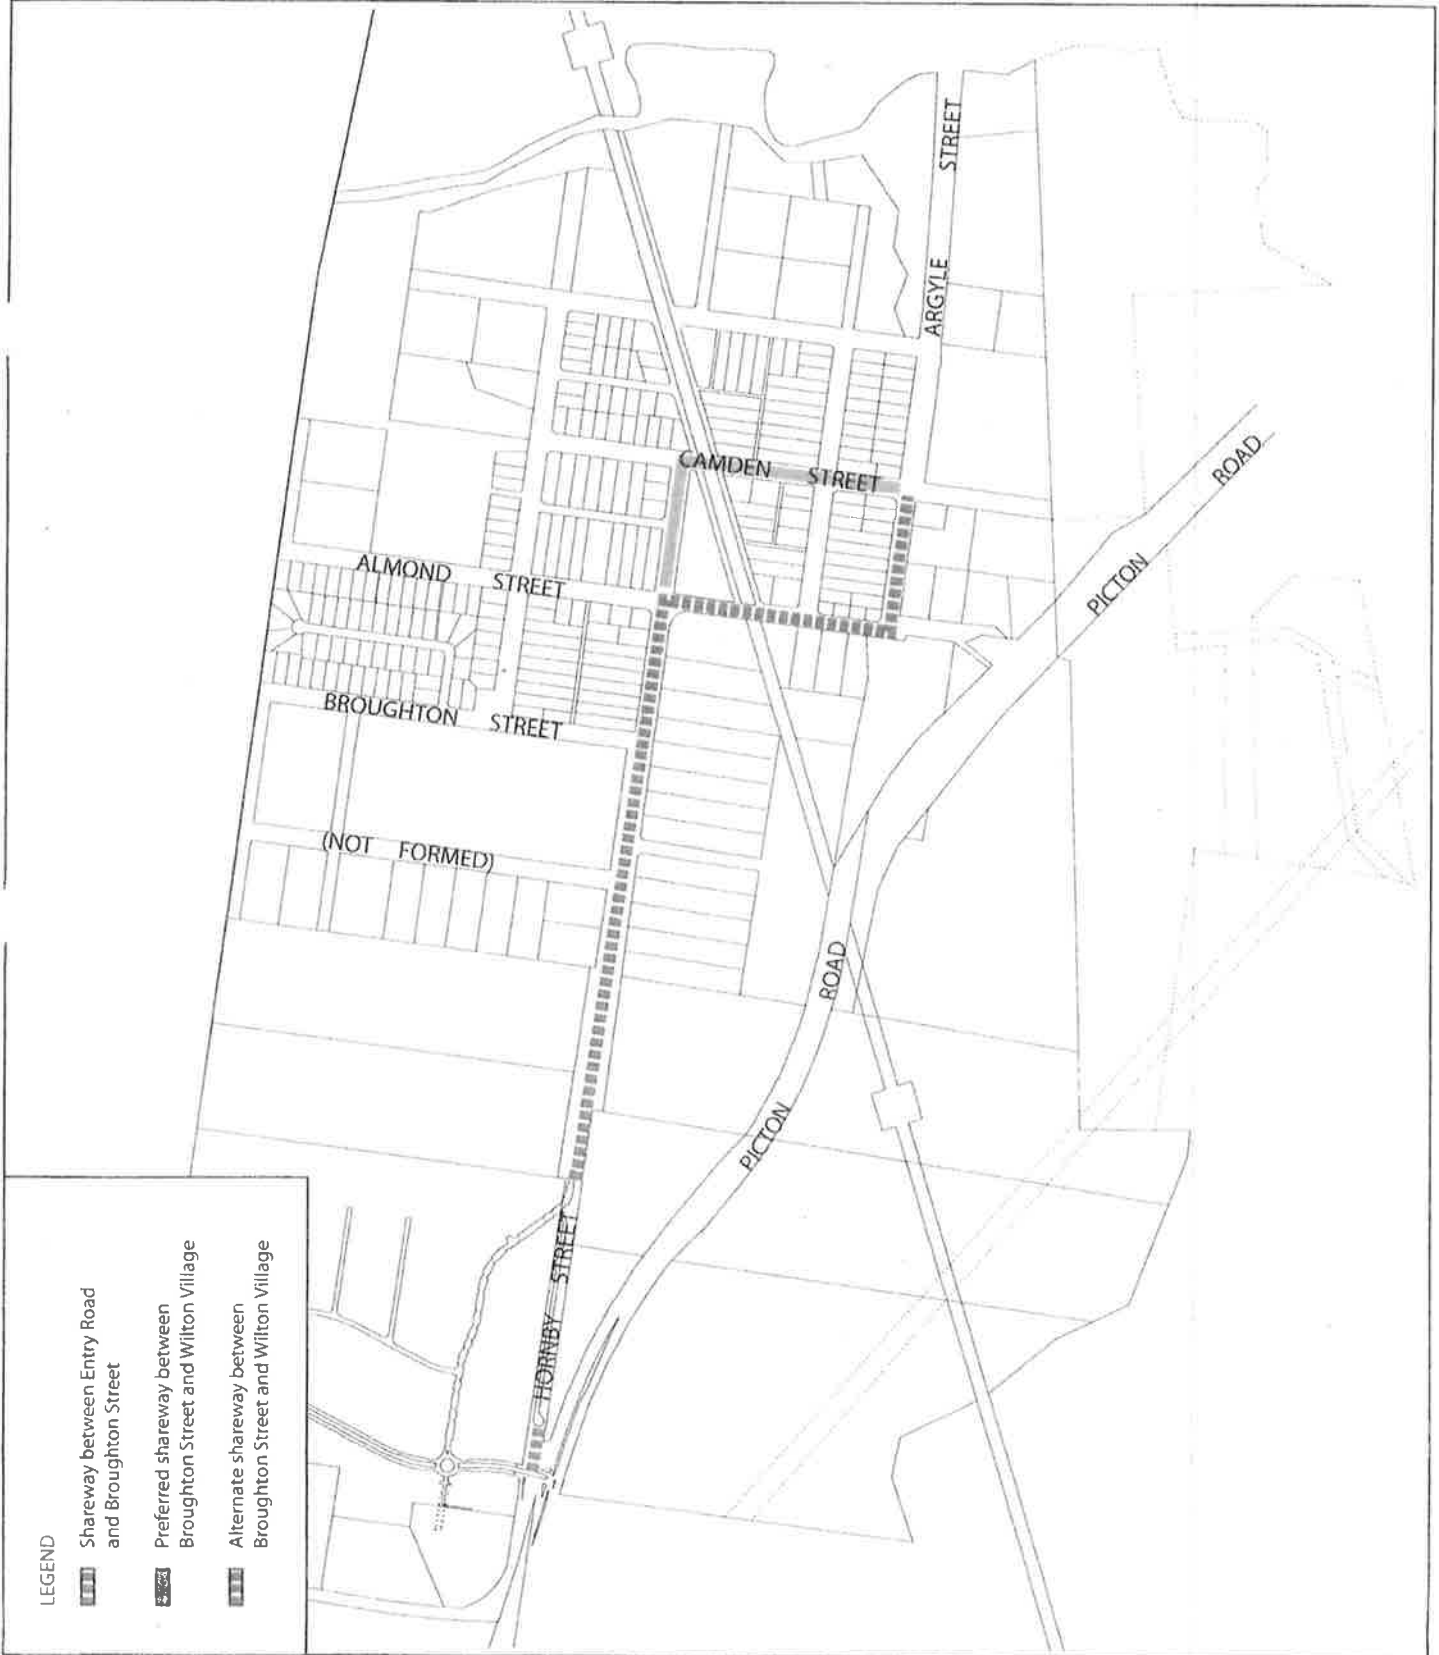 LEGEND
Shareway between Entry Road
and Broughton Street
Preferred shareway between
Broughton Street and Wilton Village
Alternate shareway between
Broughton Street and Wilton Village
HORNBY STREET
(NOT FORMED)
BROUGHTON STREET
ALMOND STREET
CAMDEN STREET
ARGYLE STREET
PICTON ROAD
PICTON ROAD